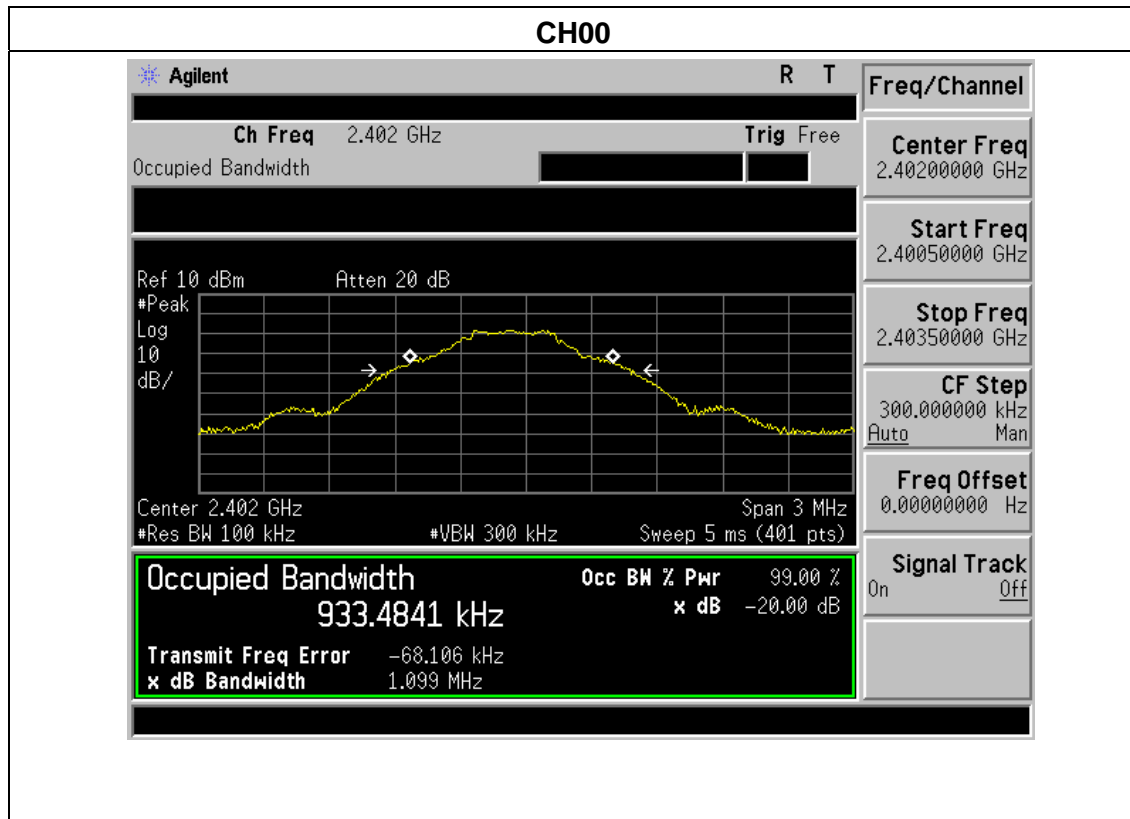 CH00
Agilent R T
Ch Freq 2.402 GHz Trig Free
Occupied Bandwidth
Ref 10 dBm Atten 20 dB
#Peak
Log
10
dB/
Center 2.402 GHz Span 3 MHz
#Res BW 100 kHz #VBW 300 kHz Sweep 5 ms (401 pts)
Occupied Bandwidth Occ BW % Pwr 99.00 %
933.4841 kHz x dB -20.00 dB
Transmit Freq Error -68.106 kHz
x dB Bandwidth 1.099 MHz
Freq/Channel
Center Freq
2.40200000 GHz
Start Freq
2.40050000 GHz
Stop Freq
2.40350000 GHz
CF Step
300.000000 kHz
Auto Man
Freq Offset
0.00000000 Hz
Signal Track
On Off